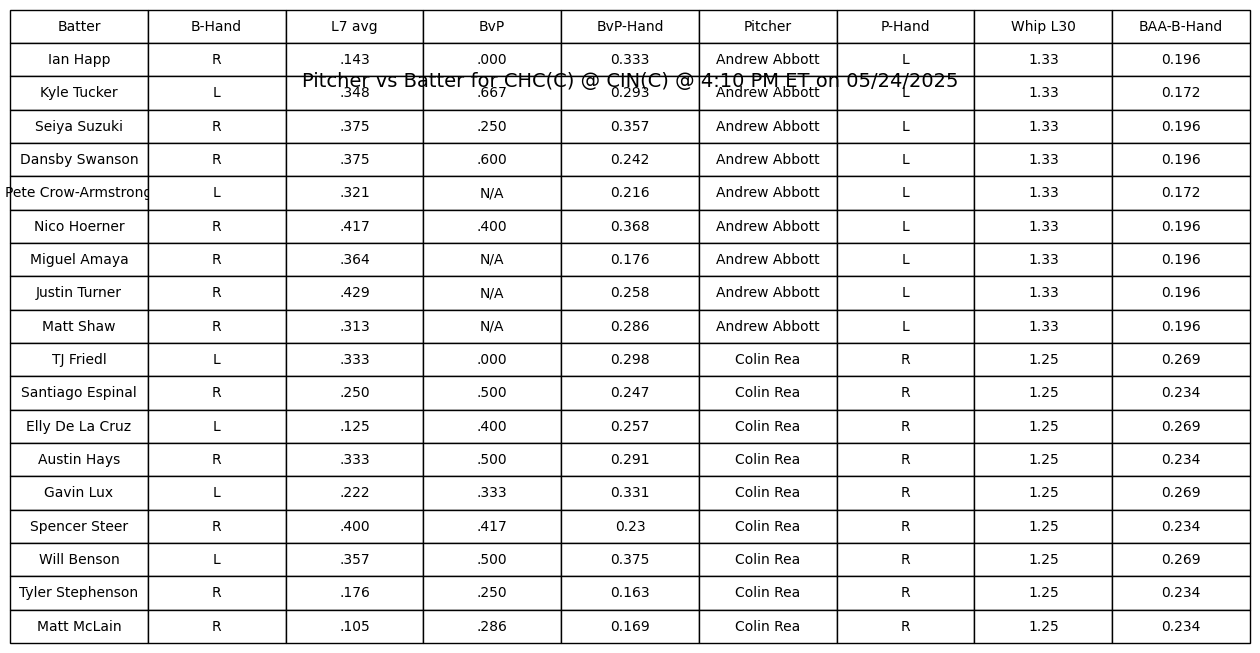 Batter B-Hand L7 avg BvP BvP-Hand Pitcher P-Hand Whip L30 BAA-B-Hand
Ian Happ R .143 .000 0.333 Andrew Abbott L 1.33 0.196
Pitcher vs Batter for CHC(C) @ CIN(C) @ 4:10 PM ET on 05/24/2025
Kyle Tucker L .348 .667 0.293 Andrew Abbott L 1.33 0.172
Seiya Suzuki R .375 .250 0.357 Andrew Abbott L 1.33 0.196
Dansby Swanson R .375 .600 0.242 Andrew Abbott L 1.33 0.196
Pete Crow-Armstrong L .321 N/A 0.216 Andrew Abbott L 1.33 0.172
Nico Hoerner R .417 .400 0.368 Andrew Abbott L 1.33 0.196
Miguel Amaya R .364 N/A 0.176 Andrew Abbott L 1.33 0.196
Justin Turner R .429 N/A 0.258 Andrew Abbott L 1.33 0.196
Matt Shaw R .313 N/A 0.286 Andrew Abbott L 1.33 0.196
TJ Friedl L .333 .000 0.298 Colin Rea R 1.25 0.269
Santiago Espinal R .250 .500 0.247 Colin Rea R 1.25 0.234
Elly De La Cruz L .125 .400 0.257 Colin Rea R 1.25 0.269
Austin Hays R .333 .500 0.291 Colin Rea R 1.25 0.234
Gavin Lux L .222 .333 0.331 Colin Rea R 1.25 0.269
Spencer Steer R .400 .417 0.23 Colin Rea R 1.25 0.234
Will Benson L .357 .500 0.375 Colin Rea R 1.25 0.269
Tyler Stephenson R .176 .250 0.163 Colin Rea R 1.25 0.234
Matt McLain R .105 .286 0.169 Colin Rea R 1.25 0.234